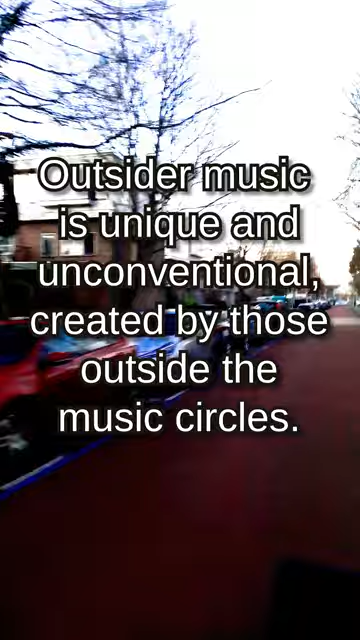 Outsider music
is unique and
unconventional,
created by those
outside the
music circles.